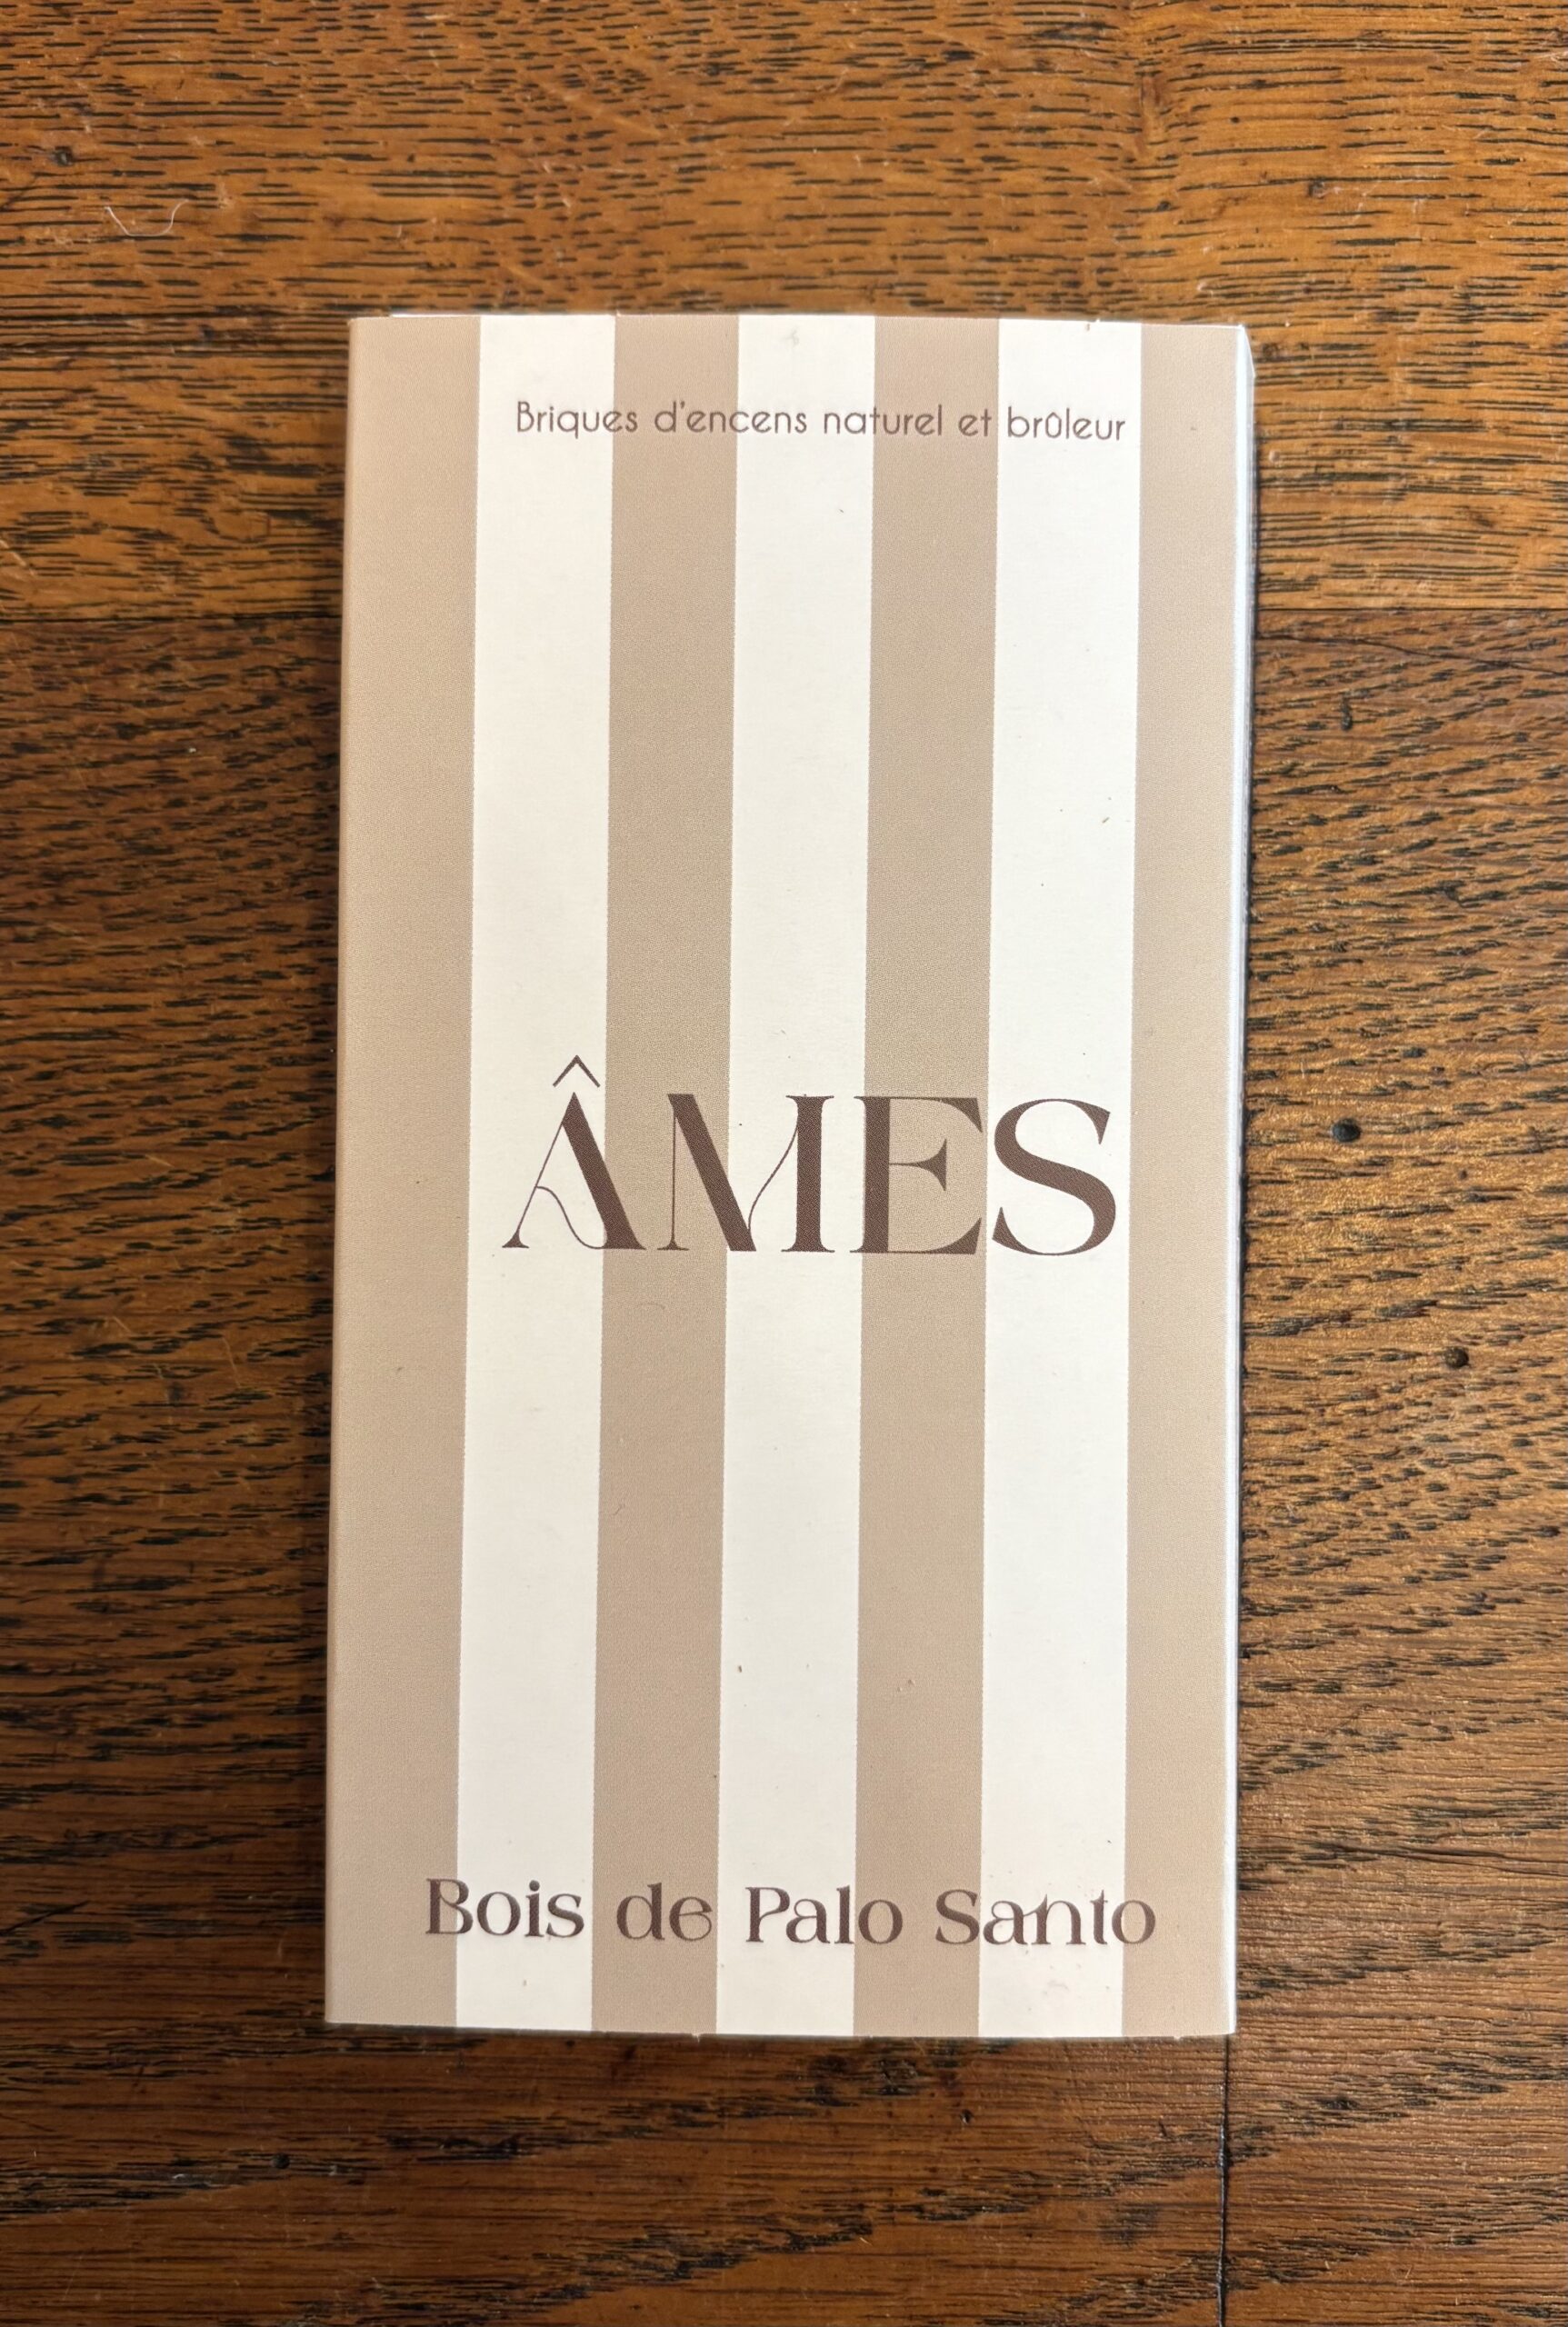 Briques d'encens naturel et brûleur
ÂMES
Bois de Palo Santo